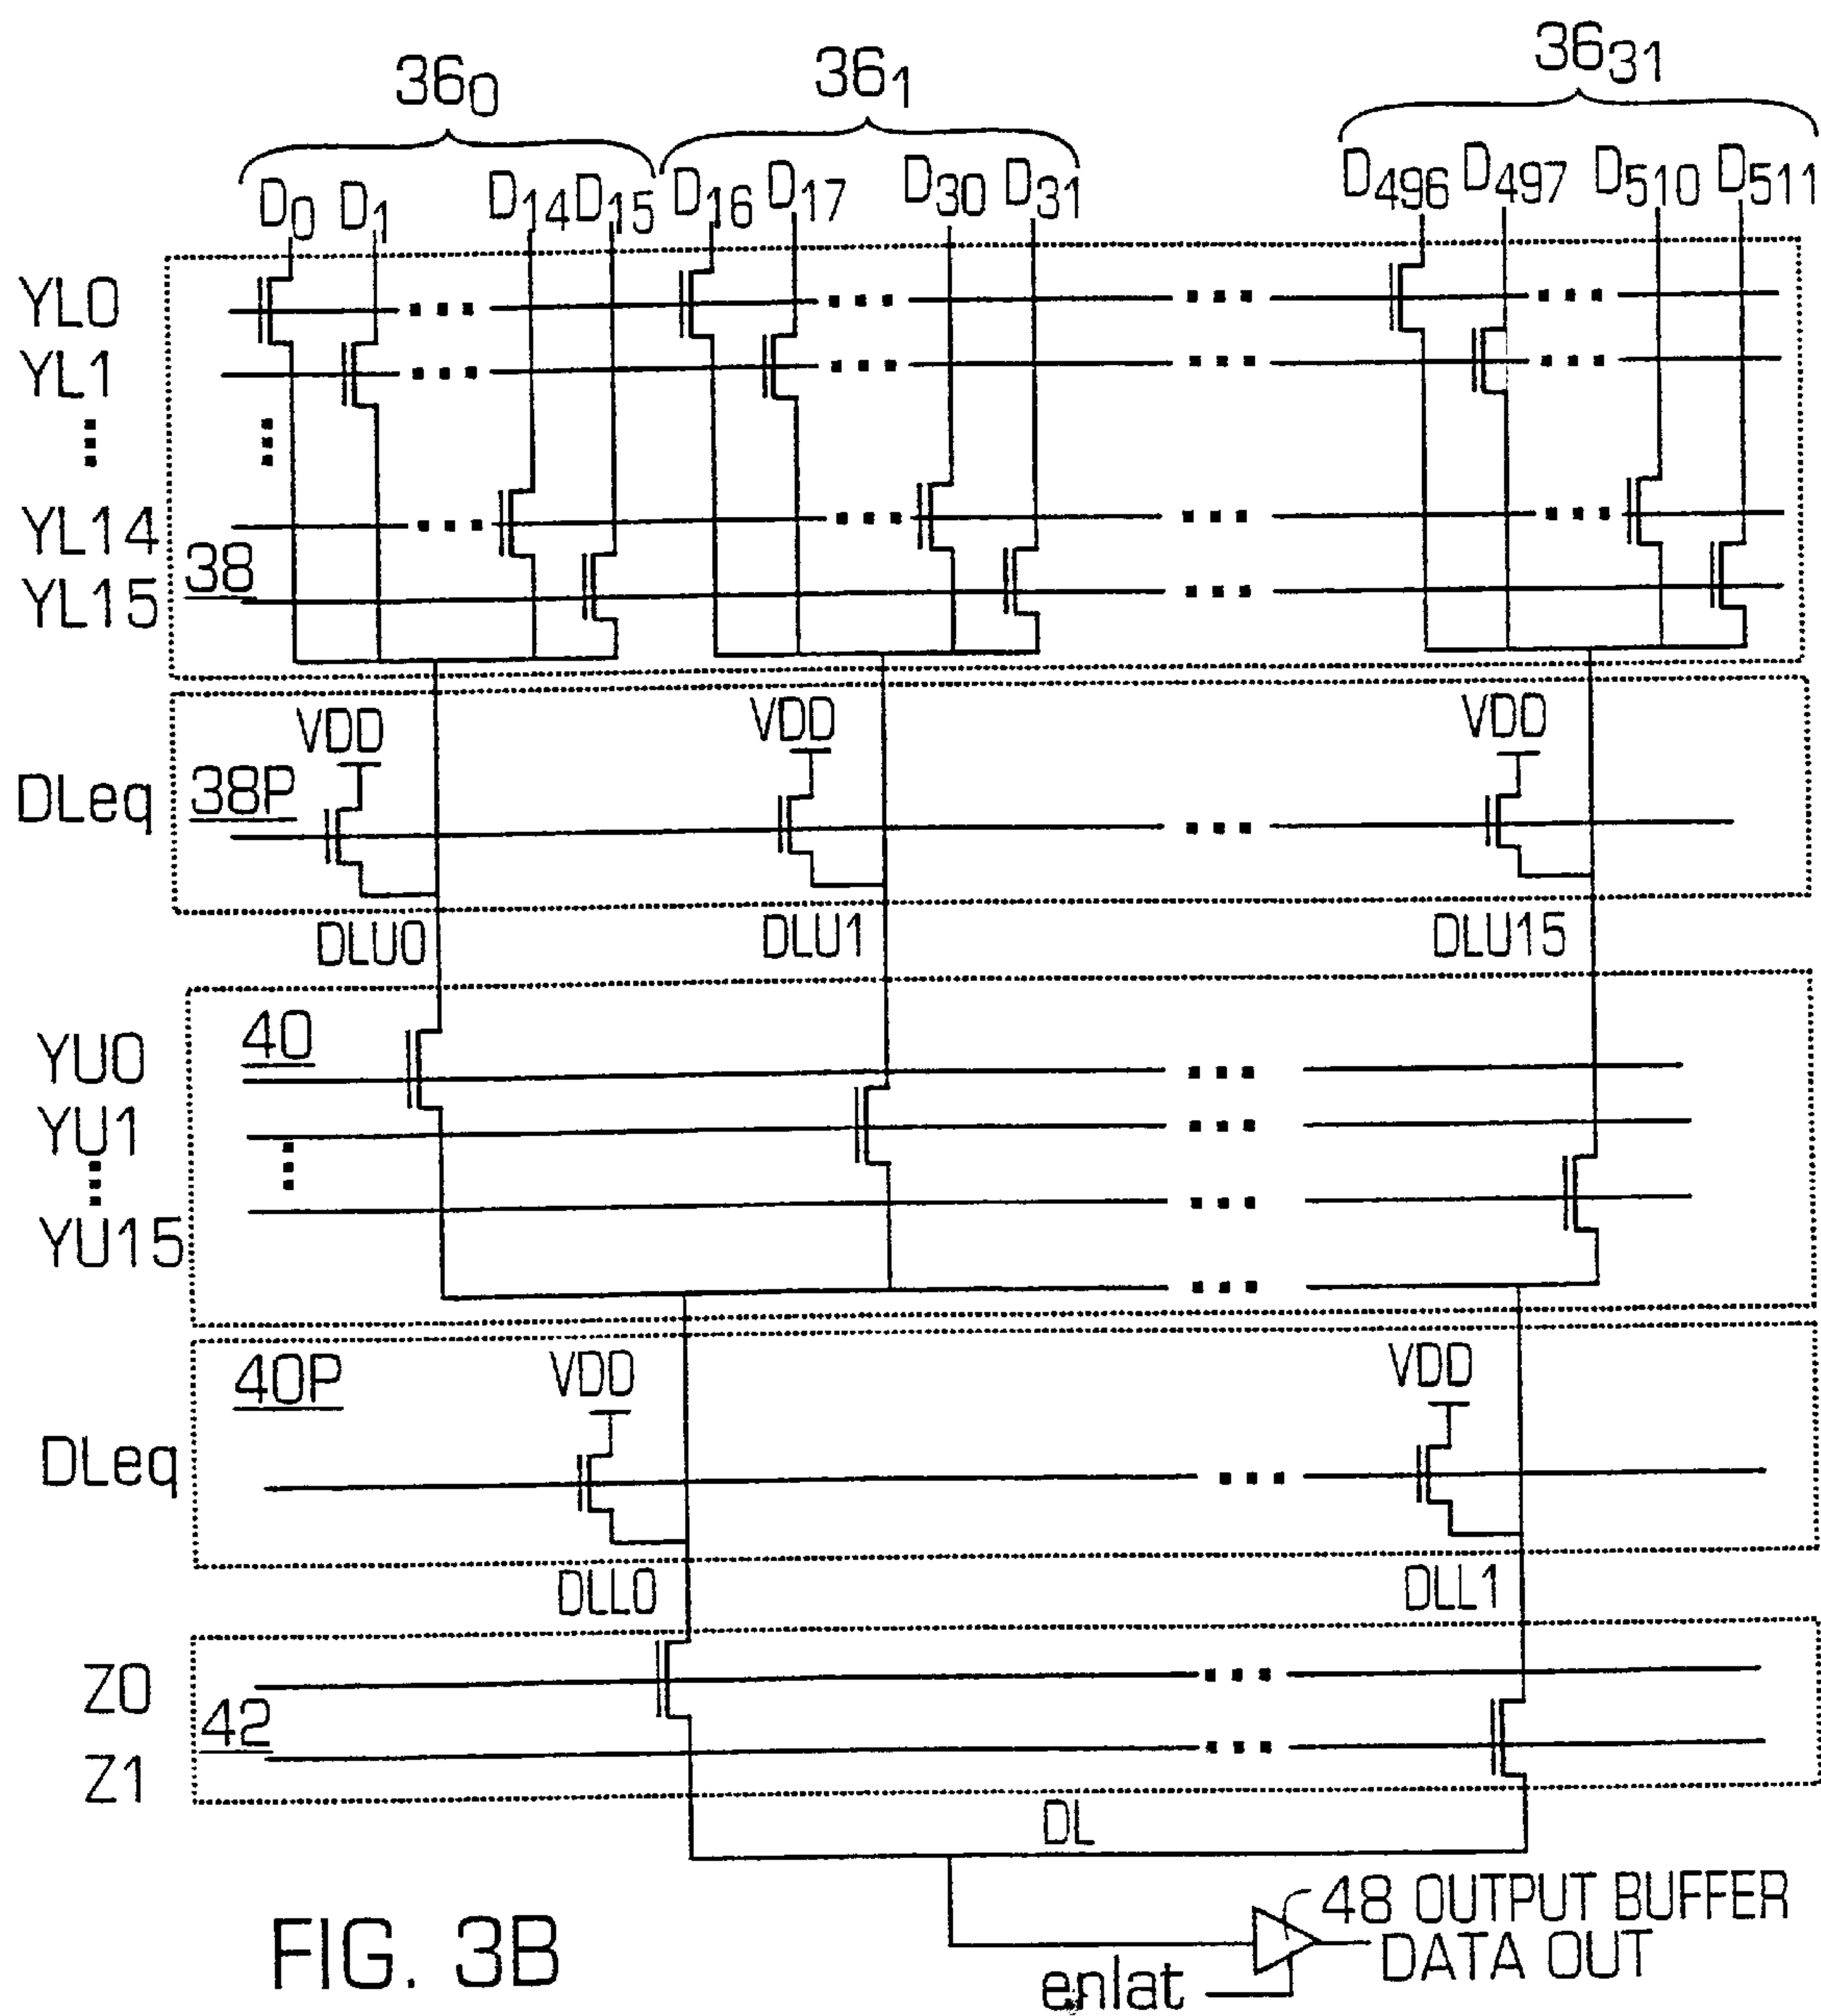 36₀ 36₁ 36₃₁
D₀ D₁ D₁₄ D₁₅ D₁₆ D₁₇ D₃₀ D₃₁ D₄₉₆ D₄₉₇ D₅₁₀ D₅₁₁
YL0
YL1
YL14
38
YL15
VDD VDD VDD
DLeq 38P
DLU0 DLU1 DLU15
40
YU0
YU1
YU15
40P VDD VDD
DLeq
DLL0 DLL1
Z0
42
Z1
DL
48 OUTPUT BUFFER
DATA OUT
enlat
FIG. 3B